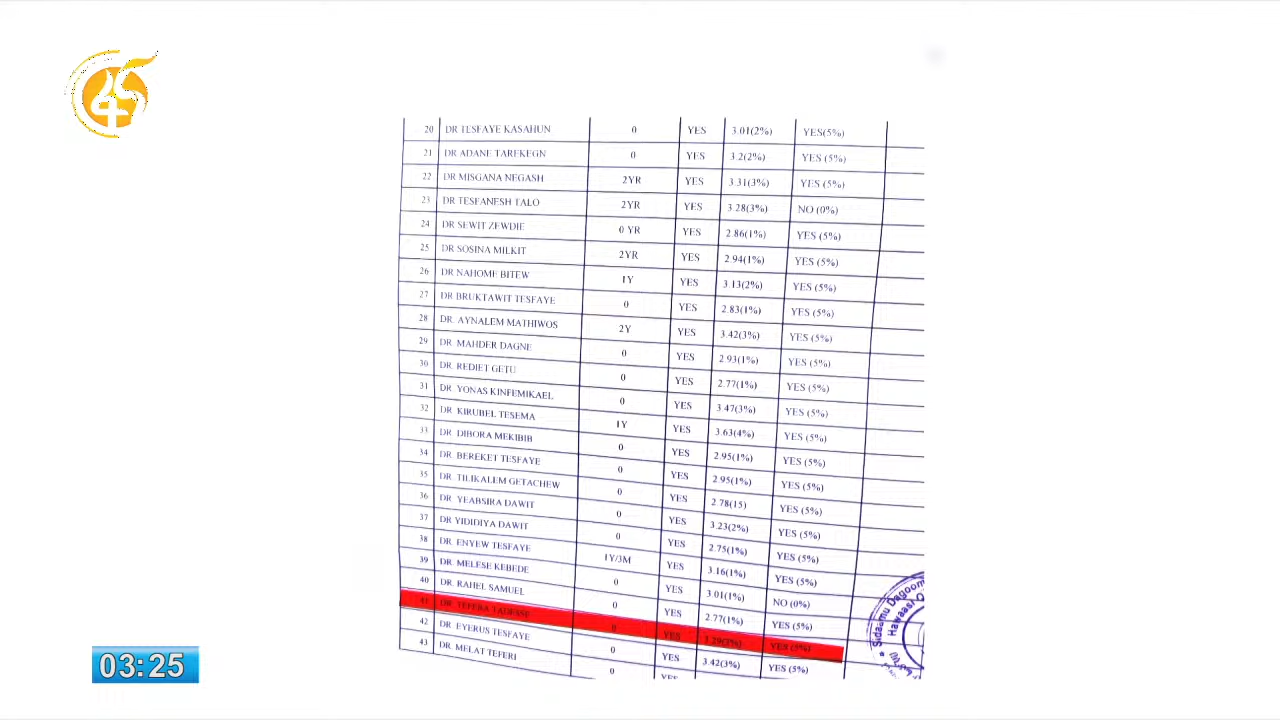 20 DR TESFAYE KASAHUN 0 YES 3.01(2%) YES(5%)
21 DR ADANE TAREKEGN 0 YES 3.2(2%) YES (5%)
22 DR MISGANA NEGASH 2YR YES 3.31(3%) YES (5%)
23 DR TESFANESH TALO 2YR YES 3.28(3%) NO (0%)
24 DR SEWIT ZEWDIE 0 YR YES 2.86(1%) YES (5%)
25 DR SOSINA MILKIT 2YR YES 2.94(1%) YES (5%)
26 DR NAHOME BITEW 1Y YES 3.13(2%) YES (5%)
27 DR BRUKTAWIT TESFAYE 0 YES 2.83(1%) YES (5%)
28 DR. AYNALEM MATHIWOS 2Y YES 3.42(3%) YES (5%)
29 DR. MAHDER DAGNE 0 YES 2.93(1%) YES (5%)
30 DR. REDIET GETU 0 YES 2.77(1%) YES (5%)
31 DR. YONAS KINFEMIKAEL 0 YES 3.47(3%) YES (5%)
32 DR. KIRUBEL TESEMA 1Y YES 3.63(4%) YES (5%)
33 DR. DIBORA MEKIBIB 0 YES 2.95(1%) YES (5%)
34 DR. BEREKET TESFAYE 0 YES 2.95(1%) YES (5%)
35 DR. TILIKALEM GETACHEW 0 YES 2.78(15) YES (5%)
36 DR. YEABSIRA DAWIT 0 YES 3.23(2%) YES (5%)
37 DR YIDIDIYA DAWIT 0 YES 2.75(1%) YES (5%)
38 DR. ENYEW TESFAYE 1Y/3M YES 3.16(1%) YES (5%)
39 DR. MELESE KEBEDE 0 YES 3.01(1%) NO (0%)
40 DR. RAHEL SAMUEL 0 YES 2.77(1%) YES (5%)
41 DR. TEFERA TADESSE 0 YES 3.29(3%) YES (5%)
42 DR. EYERUS TESFAYE 0 YES 3.42(3%) YES (5%)
43 DR. MELAT TEFERI 0 YES
Sidaamu Dagoom
Hawaasi
03:25